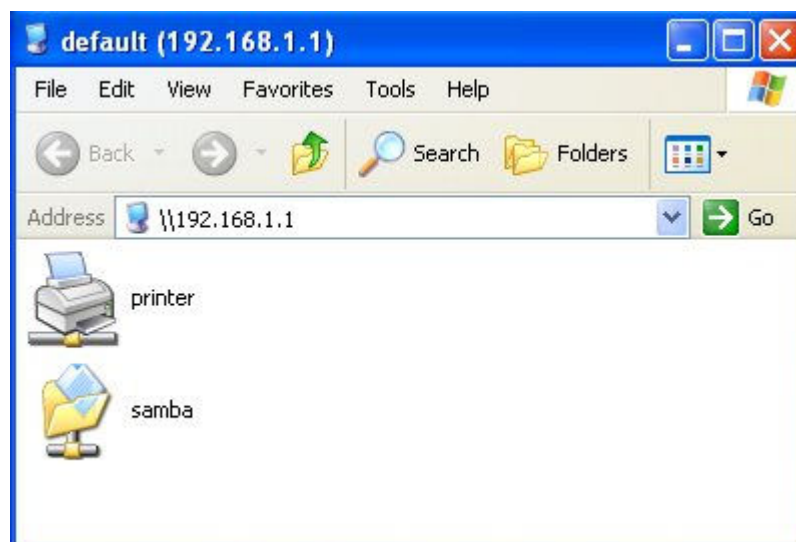 default (192.168.1.1)
File Edit View Favorites Tools Help
Back Search Folders
Address \\192.168.1.1 Go
printer
samba